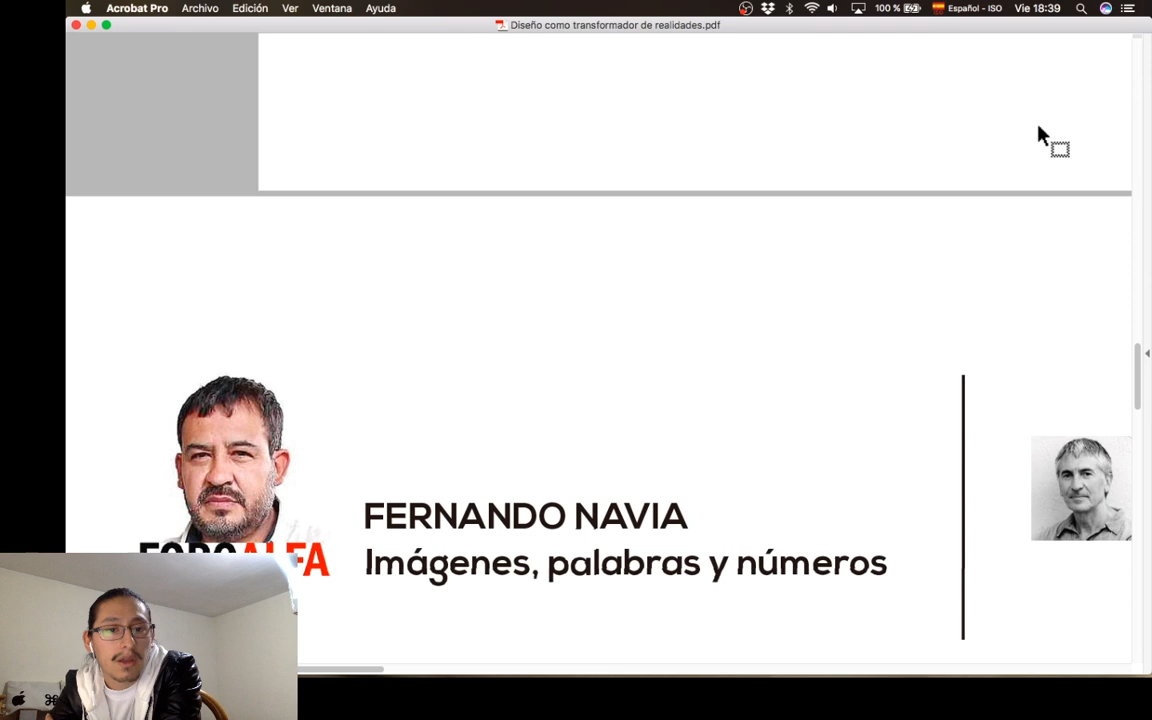 Acrobat Pro Archivo Edición Ver Ventana Ayuda 100 % Español - ISO Vie 18:39
Diseño como transformador de realidades.pdf
FERNANDO NAVIA
Imágenes, palabras y números